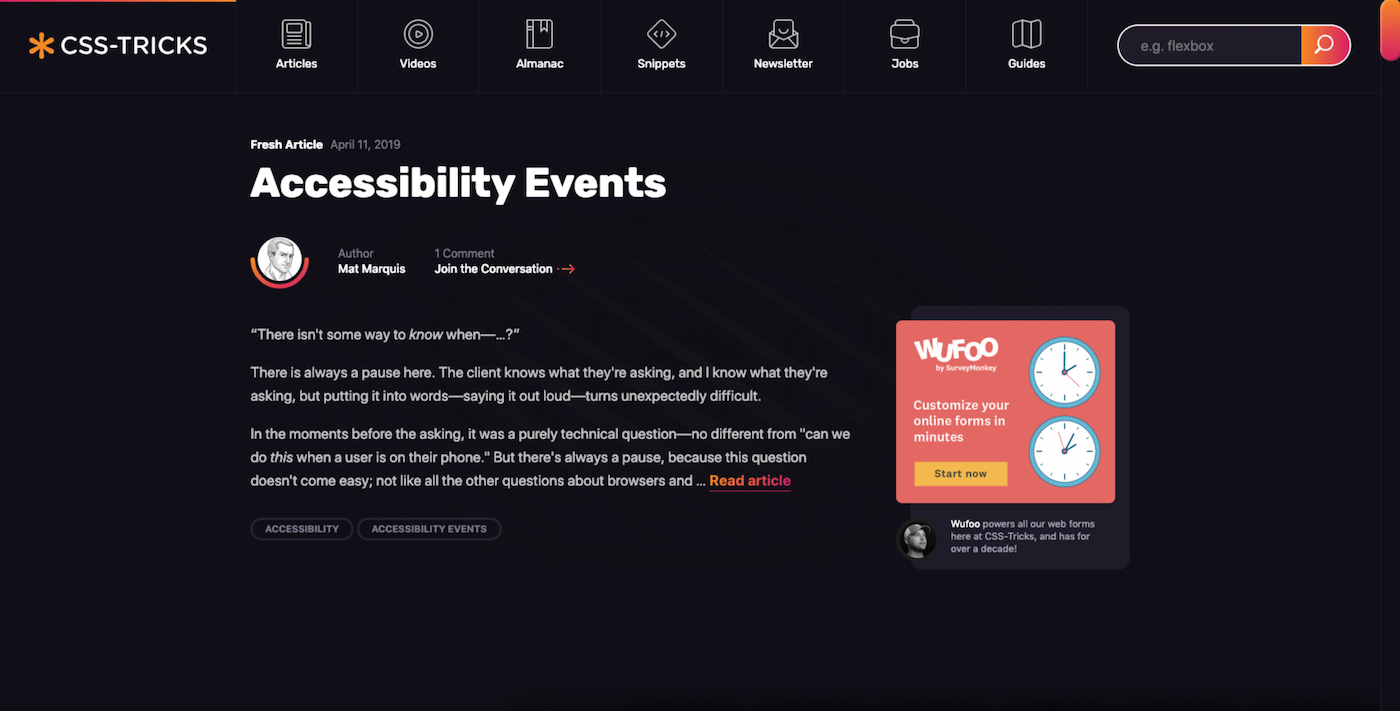 CSS-TRICKS
Articles
Videos
Almanac
Snippets
Newsletter
Jobs
Guides
e.g. flexbox
Fresh Article April 11, 2019
Accessibility Events
Author
Mat Marquis
1 Comment
Join the Conversation
“There isn't some way to know when—…?”
There is always a pause here. The client knows what they're asking, and I know what they're
asking, but putting it into words—saying it out loud—turns unexpectedly difficult.
In the moments before the asking, it was a purely technical question—no different from "can we
do this when a user is on their phone." But there's always a pause, because this question
doesn't come easy; not like all the other questions about browsers and ... Read article
ACCESSIBILITY
ACCESSIBILITY EVENTS
WUFOO
by SurveyMonkey
Customize your
online forms in
minutes
Start now
Wufoo powers all our web forms
here at CSS-Tricks, and has for
over a decade!